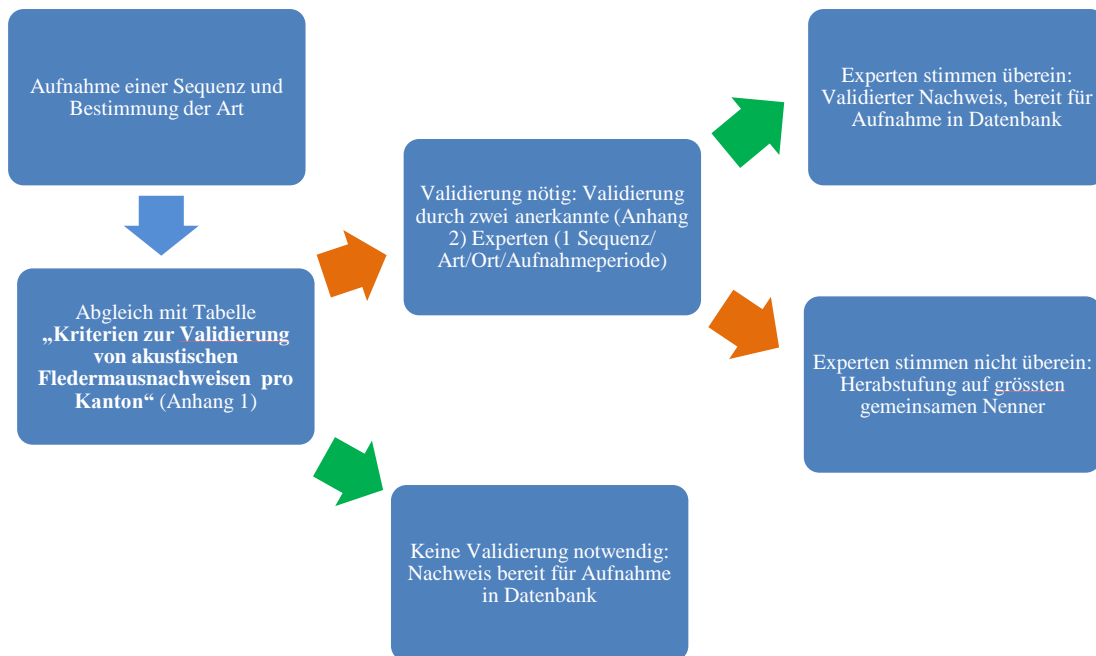 Aufnahme einer Sequenz und
Bestimmung der Art
Abgleich mit Tabelle
„Kriterien zur Validierung
von akustischen
Fledermausnachweisen pro
Kanton“ (Anhang 1)
Validierung nötig: Validierung
durch zwei anerkannte (Anhang
2) Experten (1 Sequenz/
Art/Ort/Aufnahmeperiode)
Keine Validierung notwendig:
Nachweis bereit für Aufnahme
in Datenbank
Experten stimmen überein:
Validierter Nachweis, bereit für
Aufnahme in Datenbank
Experten stimmen nicht überein:
Herabstufung auf grössten
gemeinsamen Nenner